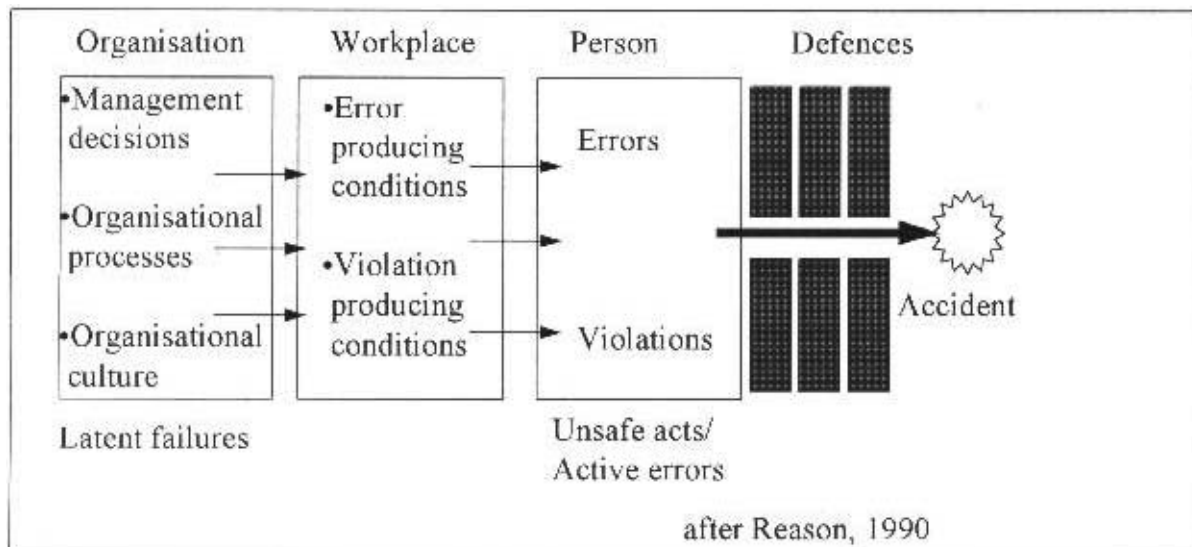 Organisation
Workplace
Person
Defences
•Management
decisions
•Organisational
processes
•Organisational
culture
•Error
producing
conditions
•Violation
producing
conditions
Errors
Violations
Accident
Latent failures
Unsafe acts/
Active errors
after Reason, 1990